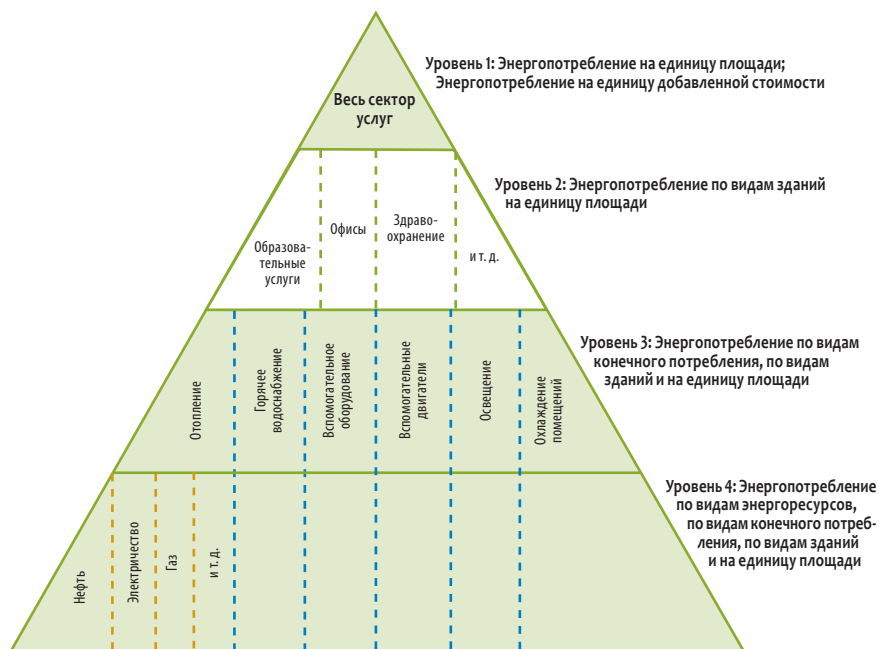 Уровень 1: Энергопотребление на единицу площади;
Энергопотребление на единицу добавленной стоимости
Весь сектор
услуг
Уровень 2: Энергопотребление по видам зданий
на единицу площади
Образова-
тельные
услуги
Офисы
Здраво-
охранение
и т. д.
Уровень 3: Энергопотребление по видам
конечного потребления, по видам
зданий и на единицу площади
Отопление
Горячее
водоснабжение
Вспомогательное
оборудование
Вспомогательные
двигатели
Освещение
Охлаждение
помещений
Уровень 4: Энергопотребление
по видам энергоресурсов,
по видам конечного потреб-
ления, по видам зданий
и на единицу площади
Нефть
Электричество
Газ
и т. д.